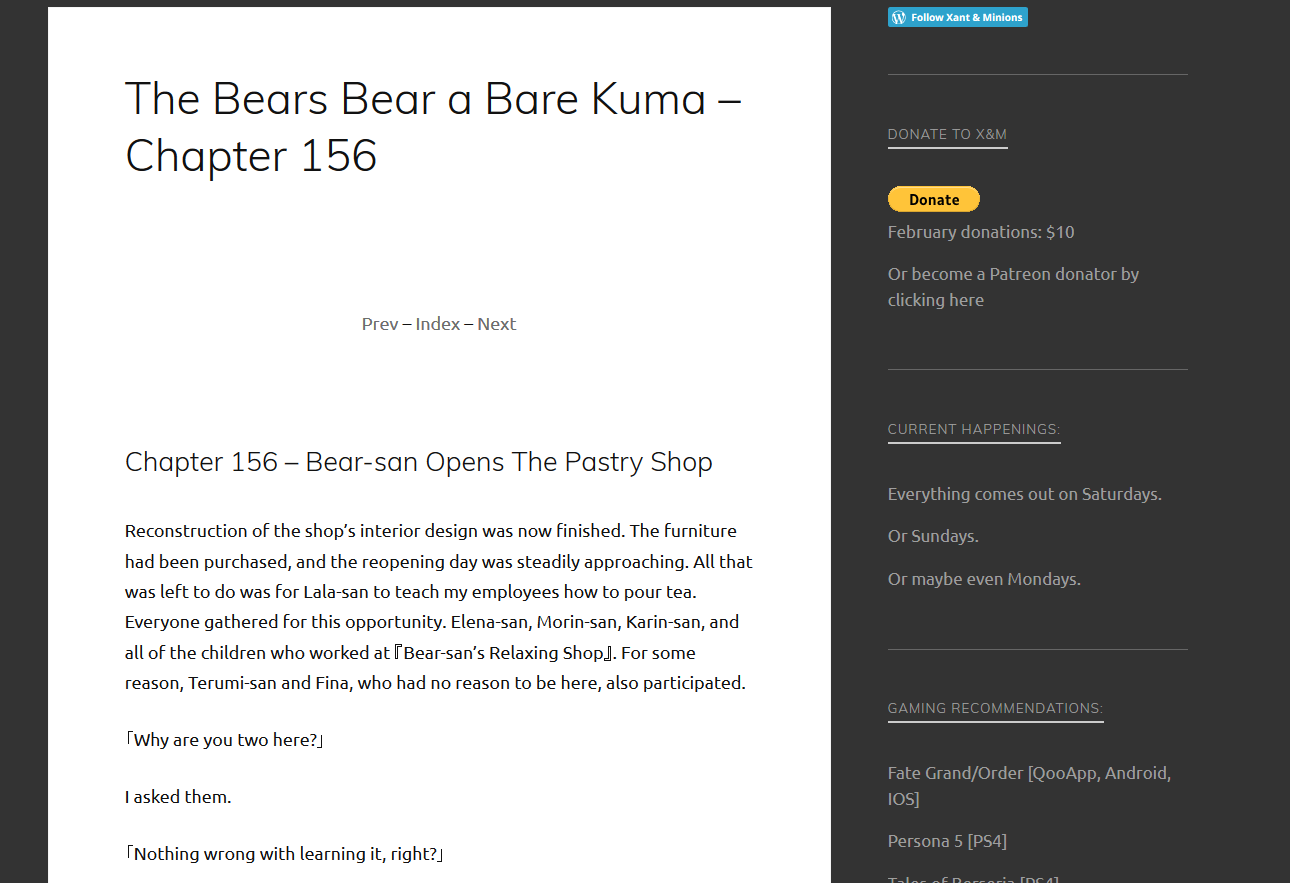 The Bears Bear a Bare Kuma –
Chapter 156
Prev – Index – Next
Chapter 156 – Bear-san Opens The Pastry Shop
Reconstruction of the shop’s interior design was now finished. The furniture
had been purchased, and the reopening day was steadily approaching. All that
was left to do was for Lala-san to teach my employees how to pour tea.
Everyone gathered for this opportunity. Elena-san, Morin-san, Karin-san, and
all of the children who worked at『Bear-san’s Relaxing Shop』. For some
reason, Terumi-san and Fina, who had no reason to be here, also participated.
「Why are you two here?」
I asked them.
「Nothing wrong with learning it, right?」
Follow Xant & Minions
DONATE TO X&M
Donate
February donations: $10
Or become a Patreon donator by
clicking here
CURRENT HAPPENINGS:
Everything comes out on Saturdays.
Or Sundays.
Or maybe even Mondays.
GAMING RECOMMENDATIONS:
Fate Grand/Order [QooApp, Android,
IOS]
Persona 5 [PS4]
Tales of Berseria [PS4]